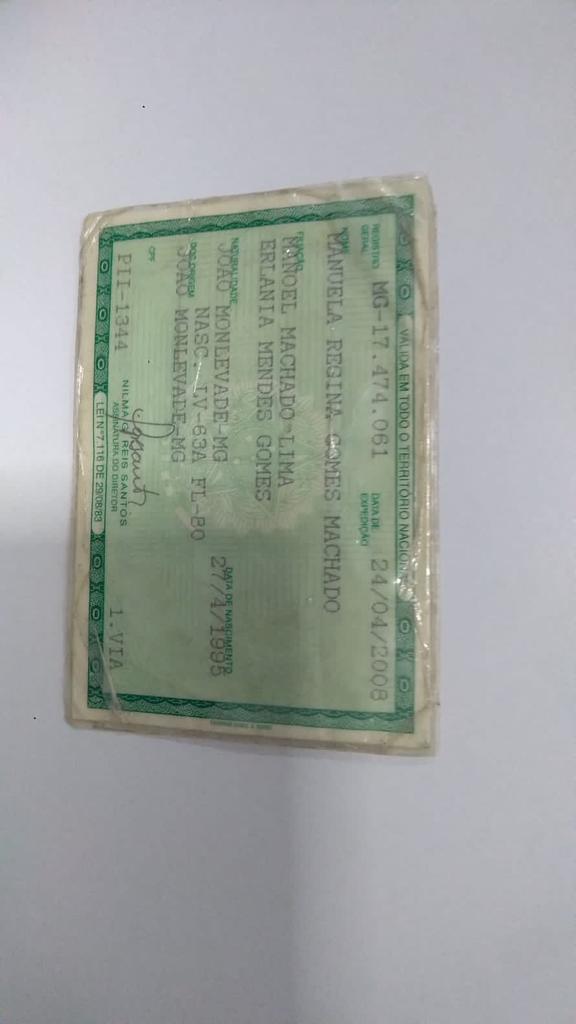 VÁLIDA EM TODO O TERRITÓRIO NACIONAL
REGISTRO GERAL MG-17.474.061 DATA DE EXPEDIÇÃO 24/04/2008
NOME
MANUELA REGINA GOMES MACHADO
FILIAÇÃO
MANOEL MACHADO LIMA
ERLANIA MENDES GOMES
NATURALIDADE DATA DE NASCIMENTO
JOAO MONLEVADE-MG 27/4/1995
DOC. ORIGEM NASC. LV-63A FL-80
JOAO MONLEVADE-MG
CPF
PII-1344 NILMA G REIS SANTOS 1.VIA
ASSINATURA DO DIRETOR
LEI Nº 7.116 DE 29/08/83